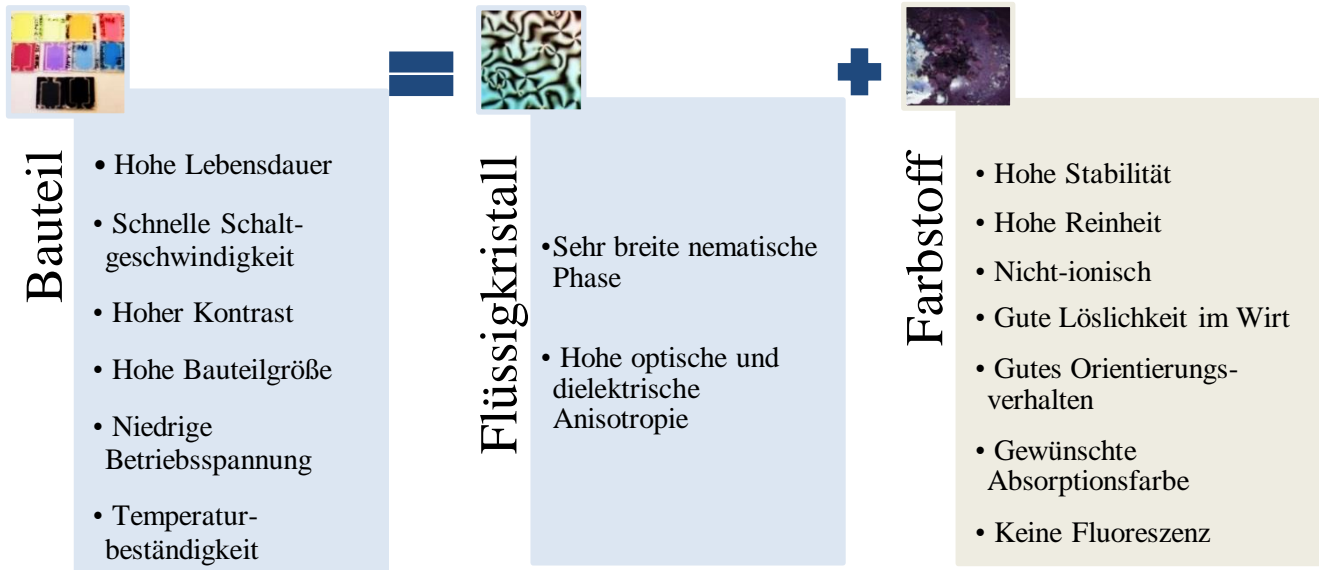 Bauteil
• Hohe Lebensdauer
• Schnelle Schalt-
geschwindigkeit
• Hoher Kontrast
• Hohe Bauteilgröße
• Niedrige
Betriebsspannung
• Temperatur-
beständigkeit
Flüssigkristall
•Sehr breite nematische
Phase
• Hohe optische und
dielektrische
Anisotropie
Farbstoff
• Hohe Stabilität
• Hohe Reinheit
• Nicht-ionisch
• Gute Löslichkeit im Wirt
• Gutes Orientierungs-
verhalten
• Gewünschte
Absorptionsfarbe
• Keine Fluoreszenz